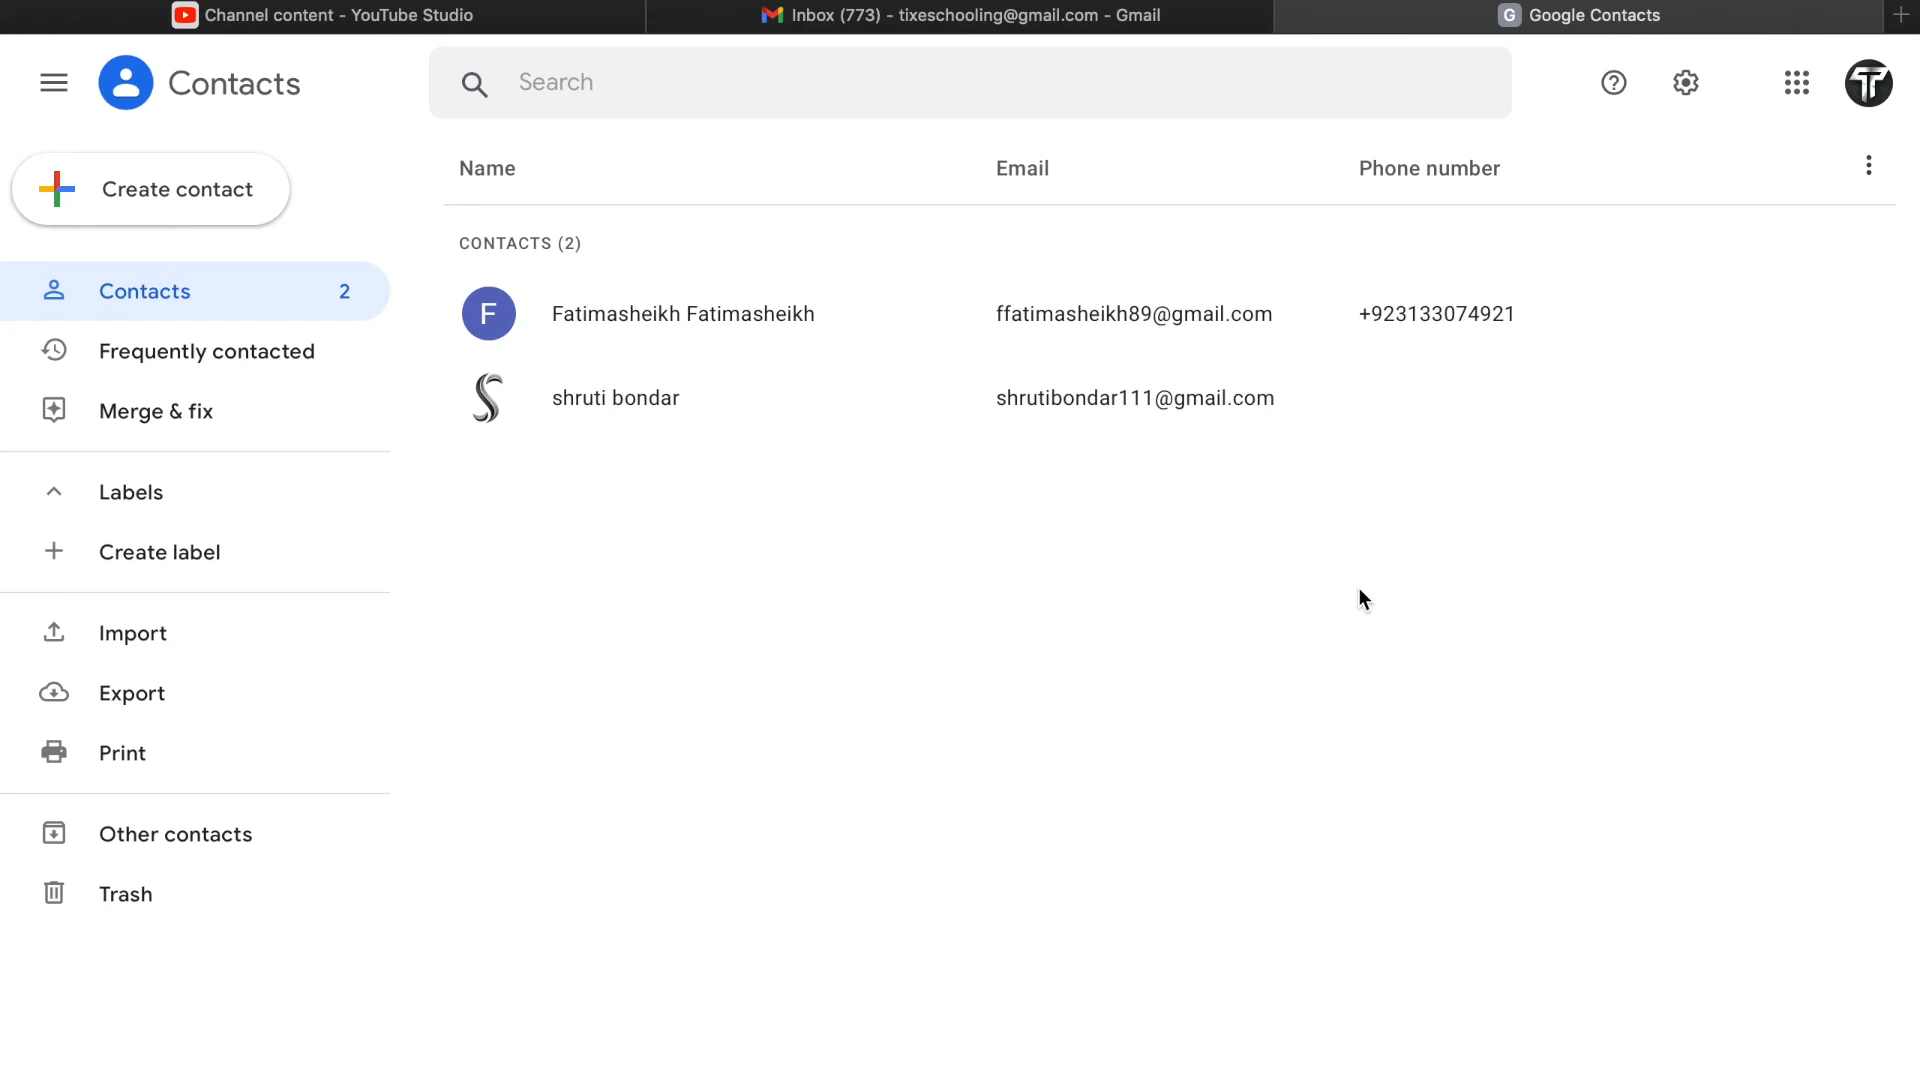 Channel content - YouTube Studio
Inbox (773) - tixeschooling@gmail.com - Gmail
G Google Contacts
Contacts
Search
Create contact
Name Email Phone number
CONTACTS (2)
Contacts 2
F Fatimasheikh Fatimasheikh ffatimasheikh89@gmail.com +923133074921
Frequently contacted
shruti bondar shrutibondar111@gmail.com
Merge & fix
Labels
Create label
Import
Export
Print
Other contacts
Trash